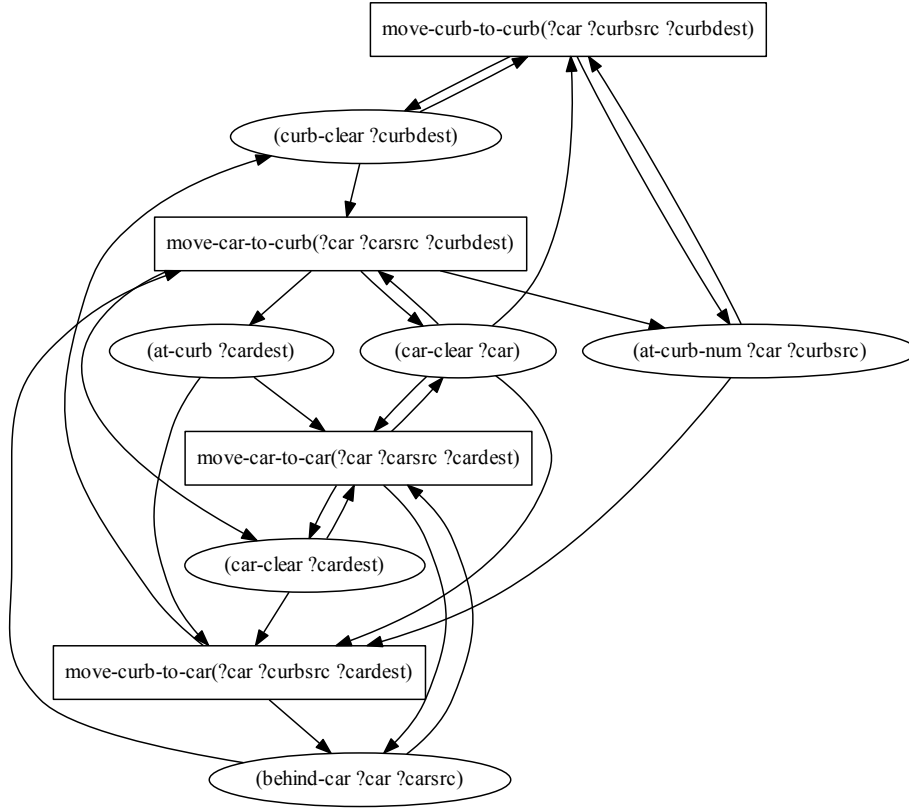 move-curb-to-curb(?car ?curbsrc ?curbdest)
(curb-clear ?curbdest)
move-car-to-curb(?car ?carsrc ?curbdest)
(at-curb ?cardest)
(car-clear ?car)
(at-curb-num ?car ?curbsrc)
move-car-to-car(?car ?carsrc ?cardest)
(car-clear ?cardest)
move-curb-to-car(?car ?curbsrc ?cardest)
(behind-car ?car ?carsrc)